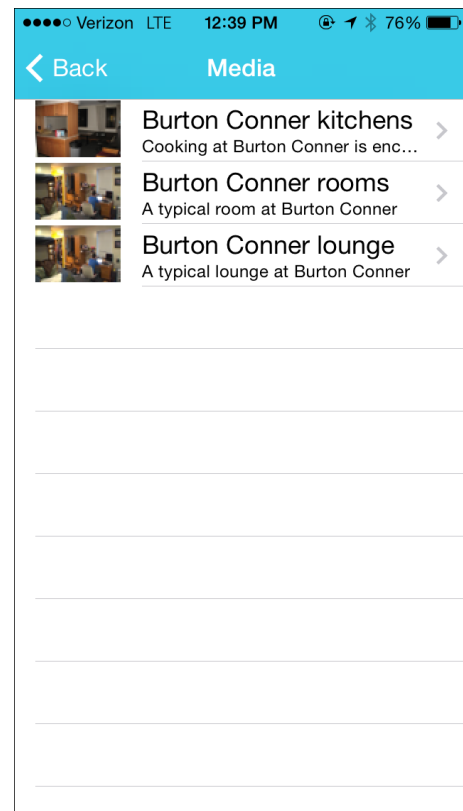 Verizon LTE 12:39 PM 76%
Back Media
Burton Conner kitchens
Cooking at Burton Conner is enc...
Burton Conner rooms
A typical room at Burton Conner
Burton Conner lounge
A typical lounge at Burton Conner